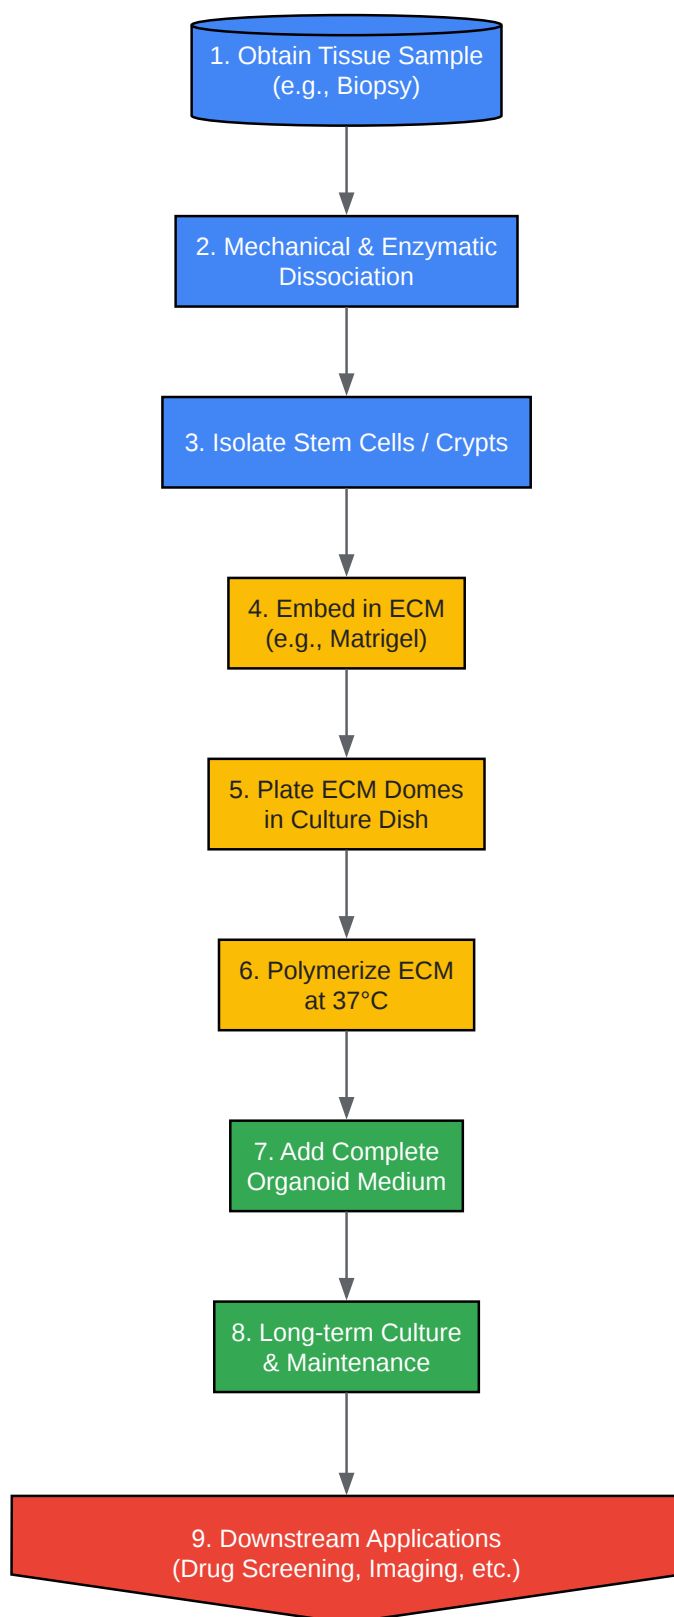 1. Obtain Tissue Sample
(e.g., Biopsy)
2. Mechanical & Enzymatic
Dissociation
3. Isolate Stem Cells / Crypts
4. Embed in ECM
(e.g., Matrigel)
5. Plate ECM Domes
in Culture Dish
6. Polymerize ECM
at 37°C
7. Add Complete
Organoid Medium
8. Long-term Culture
& Maintenance
9. Downstream Applications
(Drug Screening, Imaging, etc.)